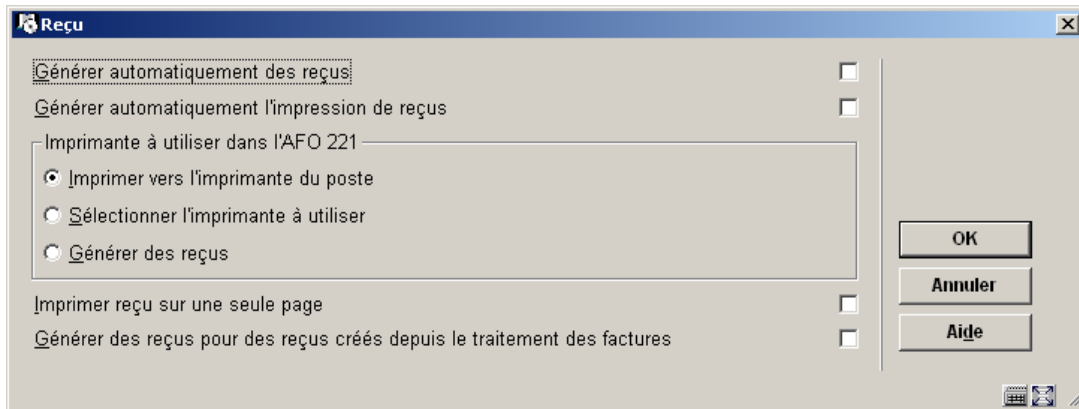 Reçu
Générer automatiquement des reçus
Générer automatiquement l'impression de reçus
Imprimante à utiliser dans l'AFO 221
Imprimer vers l'imprimante du poste
Sélectionner l'imprimante à utiliser
Générer des reçus
Imprimer reçu sur une seule page
Générer des reçus pour des reçus créés depuis le traitement des factures
OK
Annuler
Aide